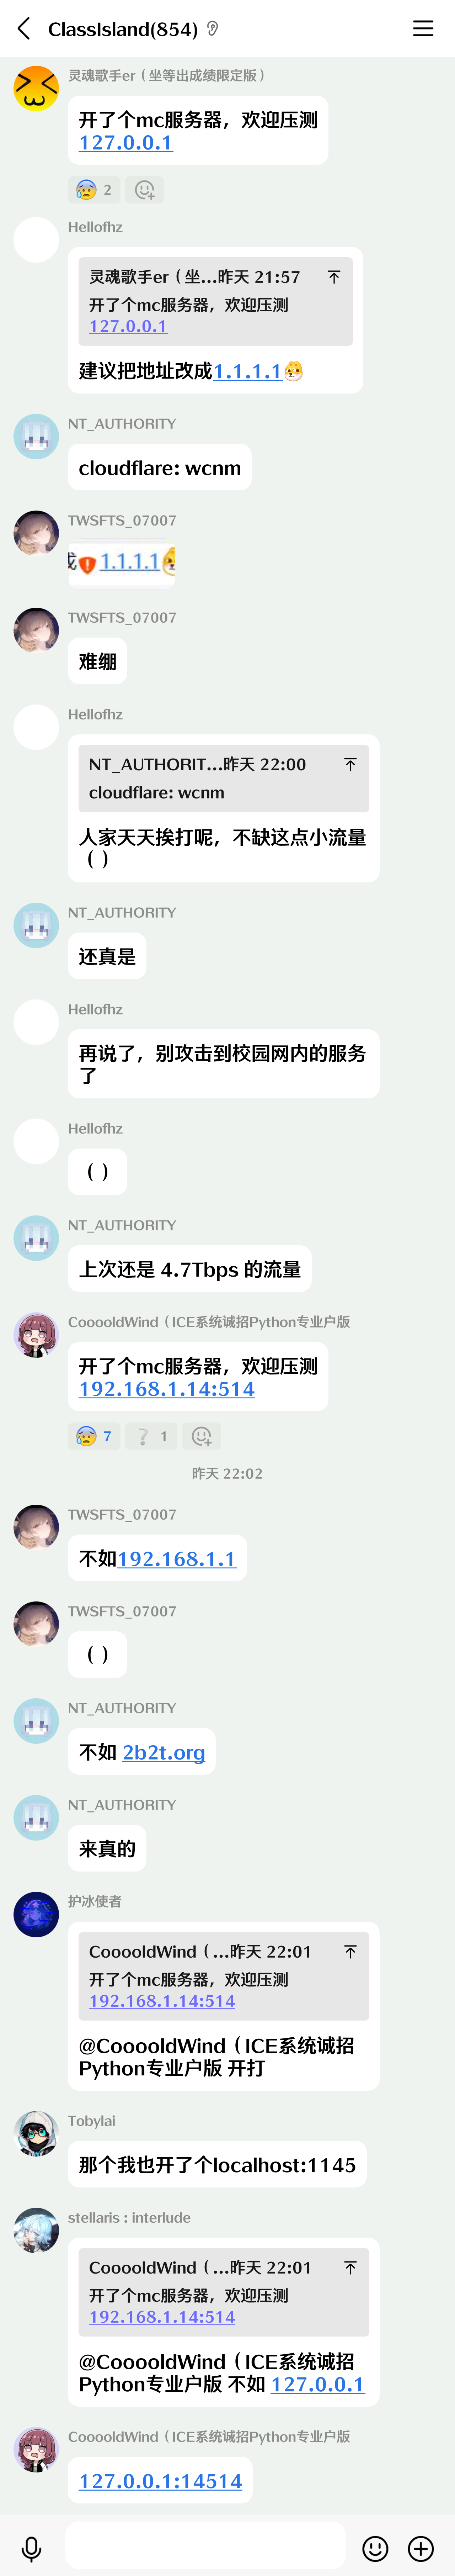 ClassIsland(854)
灵魂歌手er（坐等出成绩限定版）
开了个mc服务器，欢迎压测
127.0.0.1
2
Hellofhz
灵魂歌手er（坐...昨天 21:57
开了个mc服务器，欢迎压测
127.0.0.1
建议把地址改成1.1.1.1
NT_AUTHORITY
cloudflare: wcnm
TWSFTS_07007
1.1.1.1
TWSFTS_07007
难绷
Hellofhz
NT_AUTHORIT...昨天 22:00
cloudflare: wcnm
人家天天挨打呢，不缺这点小流量
（）
NT_AUTHORITY
还真是
Hellofhz
再说了，别攻击到校园网内的服务
了
Hellofhz
（）
NT_AUTHORITY
上次还是 4.7Tbps 的流量
CooooldWind（ICE系统诚招Python专业户版
开了个mc服务器，欢迎压测
192.168.1.14:514
7
1
昨天 22:02
TWSFTS_07007
不如192.168.1.1
TWSFTS_07007
（）
NT_AUTHORITY
不如 2b2t.org
NT_AUTHORITY
来真的
护冰使者
CooooldWind（...昨天 22:01
开了个mc服务器，欢迎压测
192.168.1.14:514
@CooooldWind（ICE系统诚招
Python专业户版 开打
Tobylai
那个我也开了个localhost:1145
stellaris : interlude
CooooldWind（...昨天 22:01
开了个mc服务器，欢迎压测
192.168.1.14:514
@CooooldWind（ICE系统诚招
Python专业户版 不如 127.0.0.1
CooooldWind（ICE系统诚招Python专业户版
127.0.0.1:14514